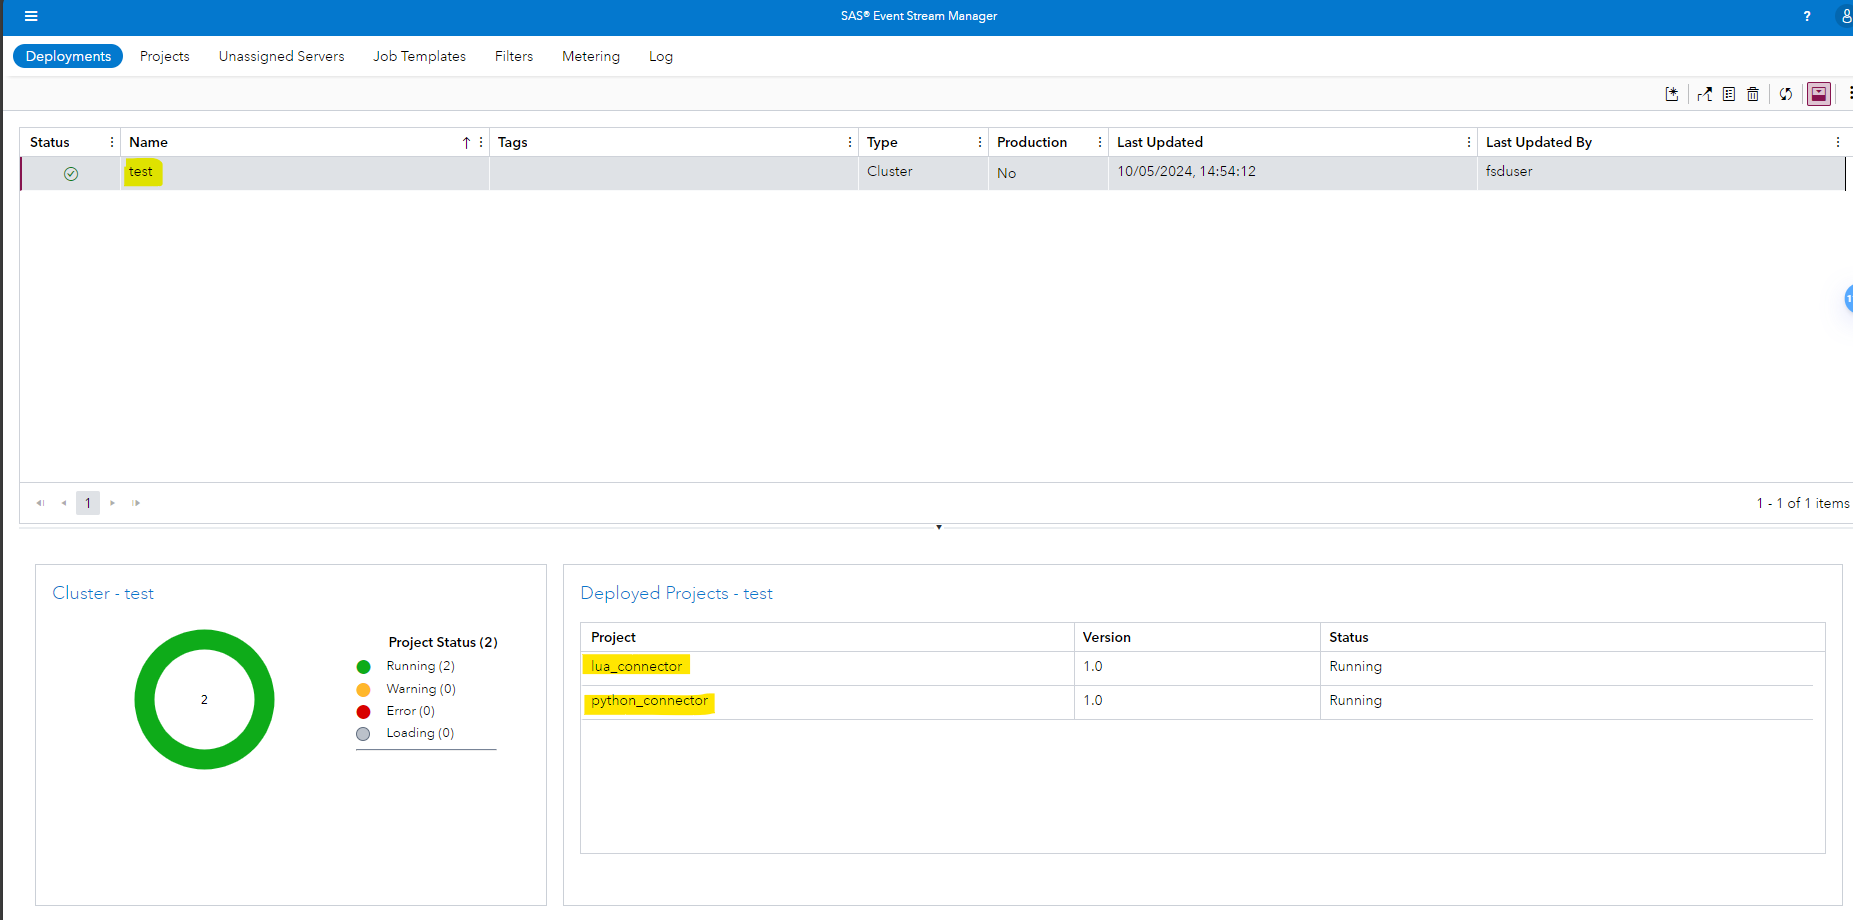 SAS® Event Stream Manager
?
Deployments Projects Unassigned Servers Job Templates Filters Metering Log
Status Name Tags Type Production Last Updated Last Updated By
test Cluster No 10/05/2024, 14:54:12 fsduser
1
1 - 1 of 1 items
Cluster - test
2
Project Status (2)
Running (2)
Warning (0)
Error (0)
Loading (0)
Deployed Projects - test
Project Version Status
lua_connector 1.0 Running
python_connector 1.0 Running